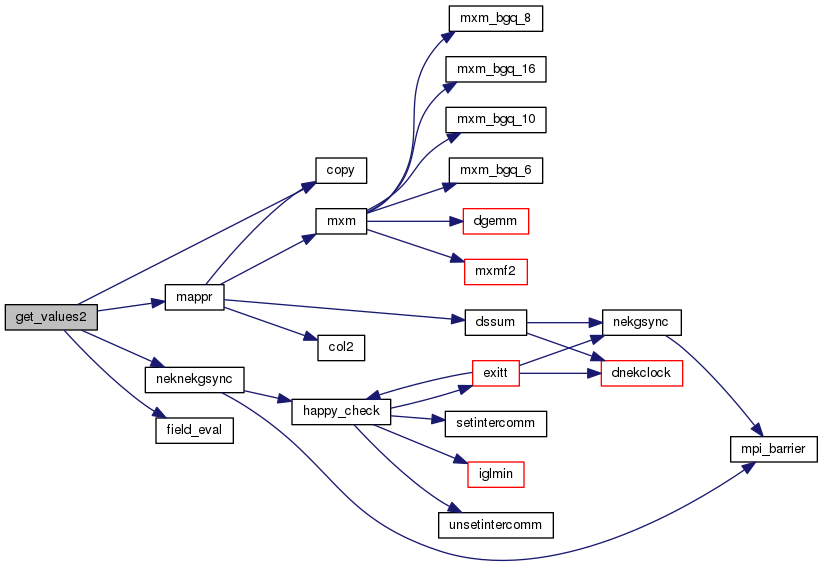 mxm_bgq_8
mxm_bgq_16
mxm_bgq_10
mxm_bgq_6
copy
mxm
dgemm
mxmf2
mappr
get_values2
dssum
nekgsync
col2
exitt
dnekclock
neknekgsync
happy_check
setintercomm
field_eval
mpi_barrier
iglmin
unsetintercomm